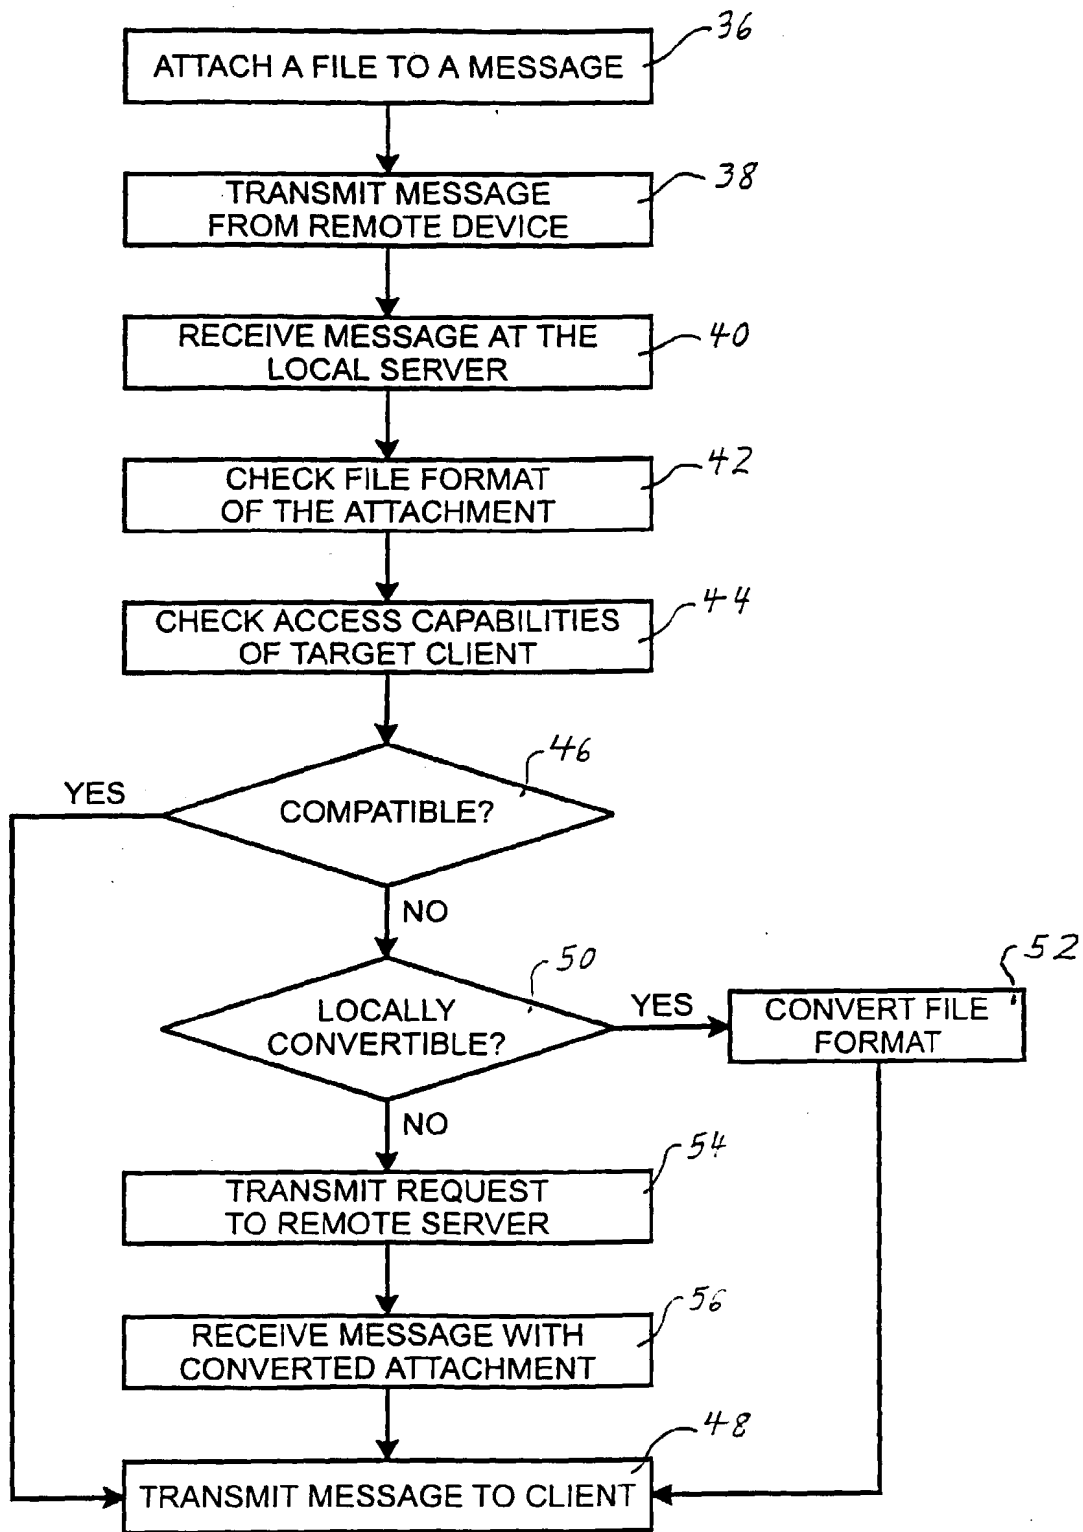 36
ATTACH A FILE TO A MESSAGE
38
TRANSMIT MESSAGE
FROM REMOTE DEVICE
40
RECEIVE MESSAGE AT THE
LOCAL SERVER
42
CHECK FILE FORMAT
OF THE ATTACHMENT
44
CHECK ACCESS CAPABILITIES
OF TARGET CLIENT
46
YES
COMPATIBLE?
NO
50
52
LOCALLY
CONVERTIBLE?
YES
CONVERT FILE
FORMAT
NO
54
TRANSMIT REQUEST
TO REMOTE SERVER
56
RECEIVE MESSAGE WITH
CONVERTED ATTACHMENT
48
TRANSMIT MESSAGE TO CLIENT